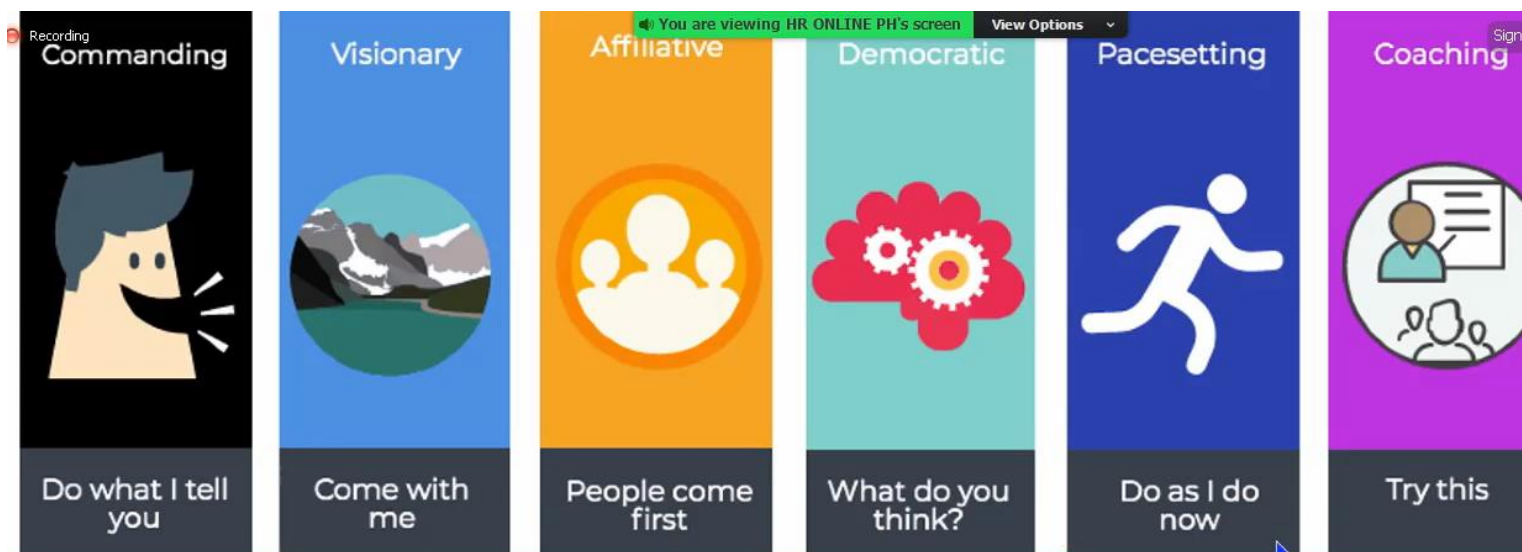 You are viewing HR ONLINE PH's screen View Options
Recording
Sign
Commanding
Visionary
Affiliative
Democratic
Pacesetting
Coaching
Do what I tell
you
Come with
me
People come
first
What do you
think?
Do as I do
now
Try this